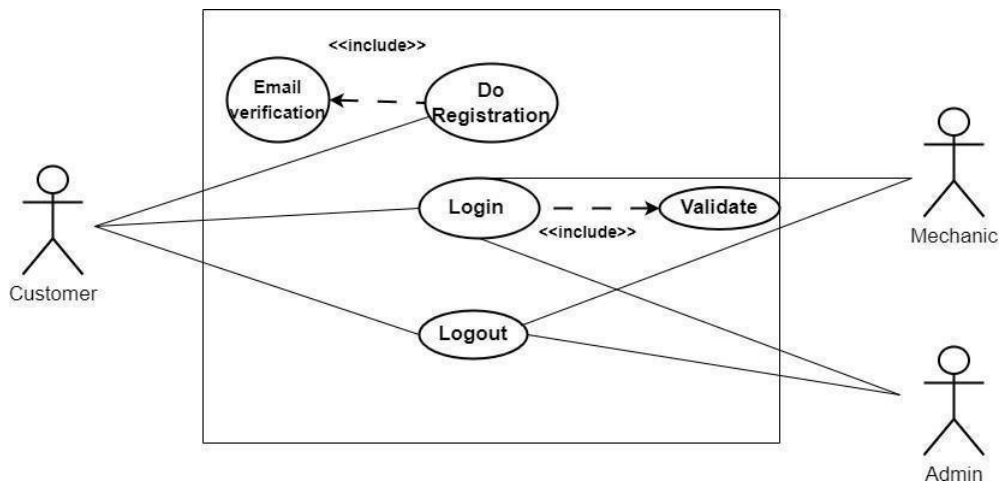 <<include>>
Email
verification
Do
Registration
Login
Validate
<<include>>
Logout
Customer
Mechanic
Admin